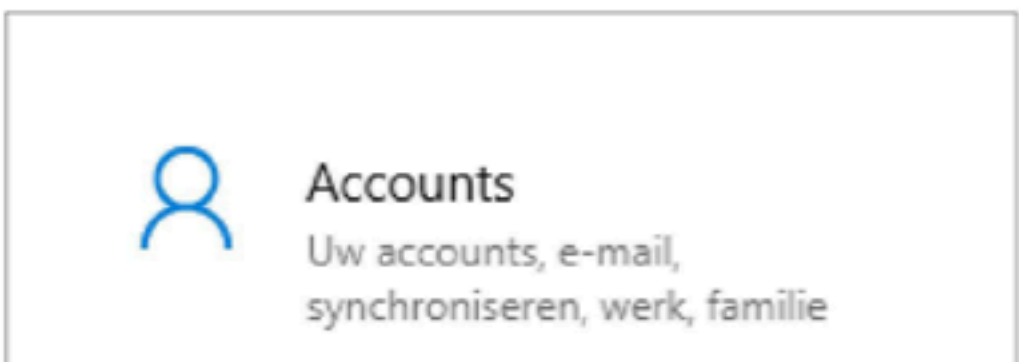 Accounts
Uw accounts, e-mail,
synchroniseren, werk, familie